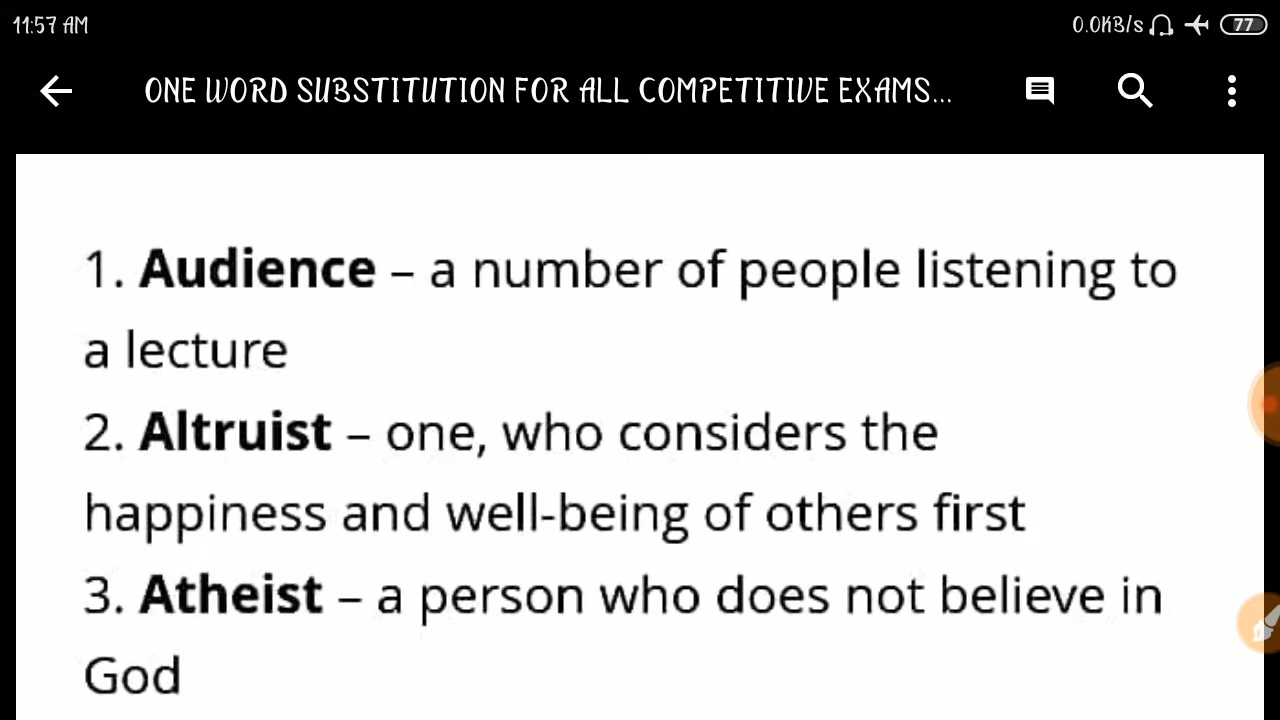 11:57 AM
0.0KB/s 77
ONE WORD SUBSTITUTION FOR ALL COMPETITIVE EXAMS...
1. Audience – a number of people listening to
a lecture
2. Altruist – one, who considers the
happiness and well-being of others first
3. Atheist – a person who does not believe in
God